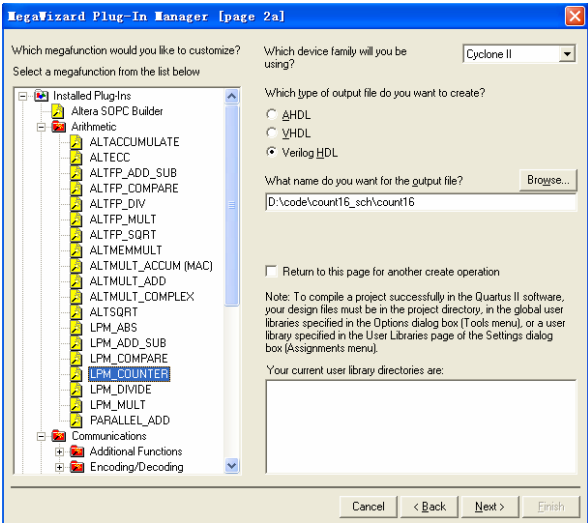 MegaWizard Plug-In Manager [page 2a]
Which megafunction would you like to customize?
Select a megafunction from the list below
Installed Plug-Ins
Altera SOPC Builder
Arithmetic
ALTACCUMULATE
ALTECC
ALTFP_ADD_SUB
ALTFP_COMPARE
ALTFP_DIV
ALTFP_MULT
ALTFP_SQRT
ALTMEMMULT
ALTMULT_ACCUM (MAC)
ALTMULT_ADD
ALTMULT_COMPLEX
ALTSQRT
LPM_ABS
LPM_ADD_SUB
LPM_COMPARE
LPM_COUNTER
LPM_DIVIDE
LPM_MULT
PARALLEL_ADD
Communications
Additional Functions
Encoding/Decoding
Which device family will you be
using?
Cyclone II
Which type of output file do you want to create?
AHDL
VHDL
Verilog HDL
What name do you want for the output file?
Browse...
D:\code\count16_sch\count16
Return to this page for another create operation
Note: To compile a project successfully in the Quartus II software,
your design files must be in the project directory, in the global user
libraries specified in the Options dialog box (Tools menu), or a user
library specified in the User Libraries page of the Settings dialog
box (Assignments menu).
Your current user library directories are:
Cancel
< Back
Next >
Finish